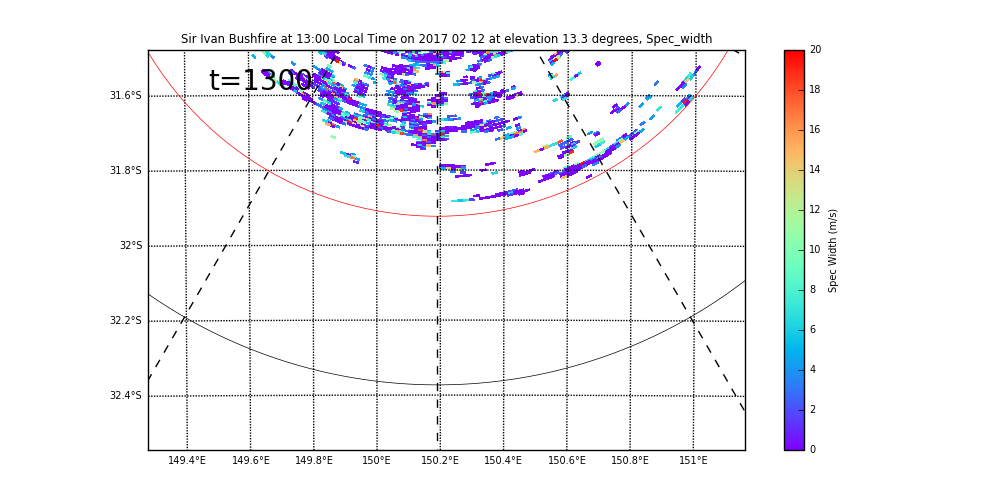 Sir Ivan Bushfire at 13:00 Local Time on 2017 02 12 at elevation 13.3 degrees, Spec_width
t=1300
31.6°S
31.8°S
32°S
32.2°S
32.4°S
149.4°E 149.6°E 149.8°E 150°E 150.2°E 150.4°E 150.6°E 150.8°E 151°E
20
18
16
14
12
10
8
6
4
2
0
Spec Width (m/s)